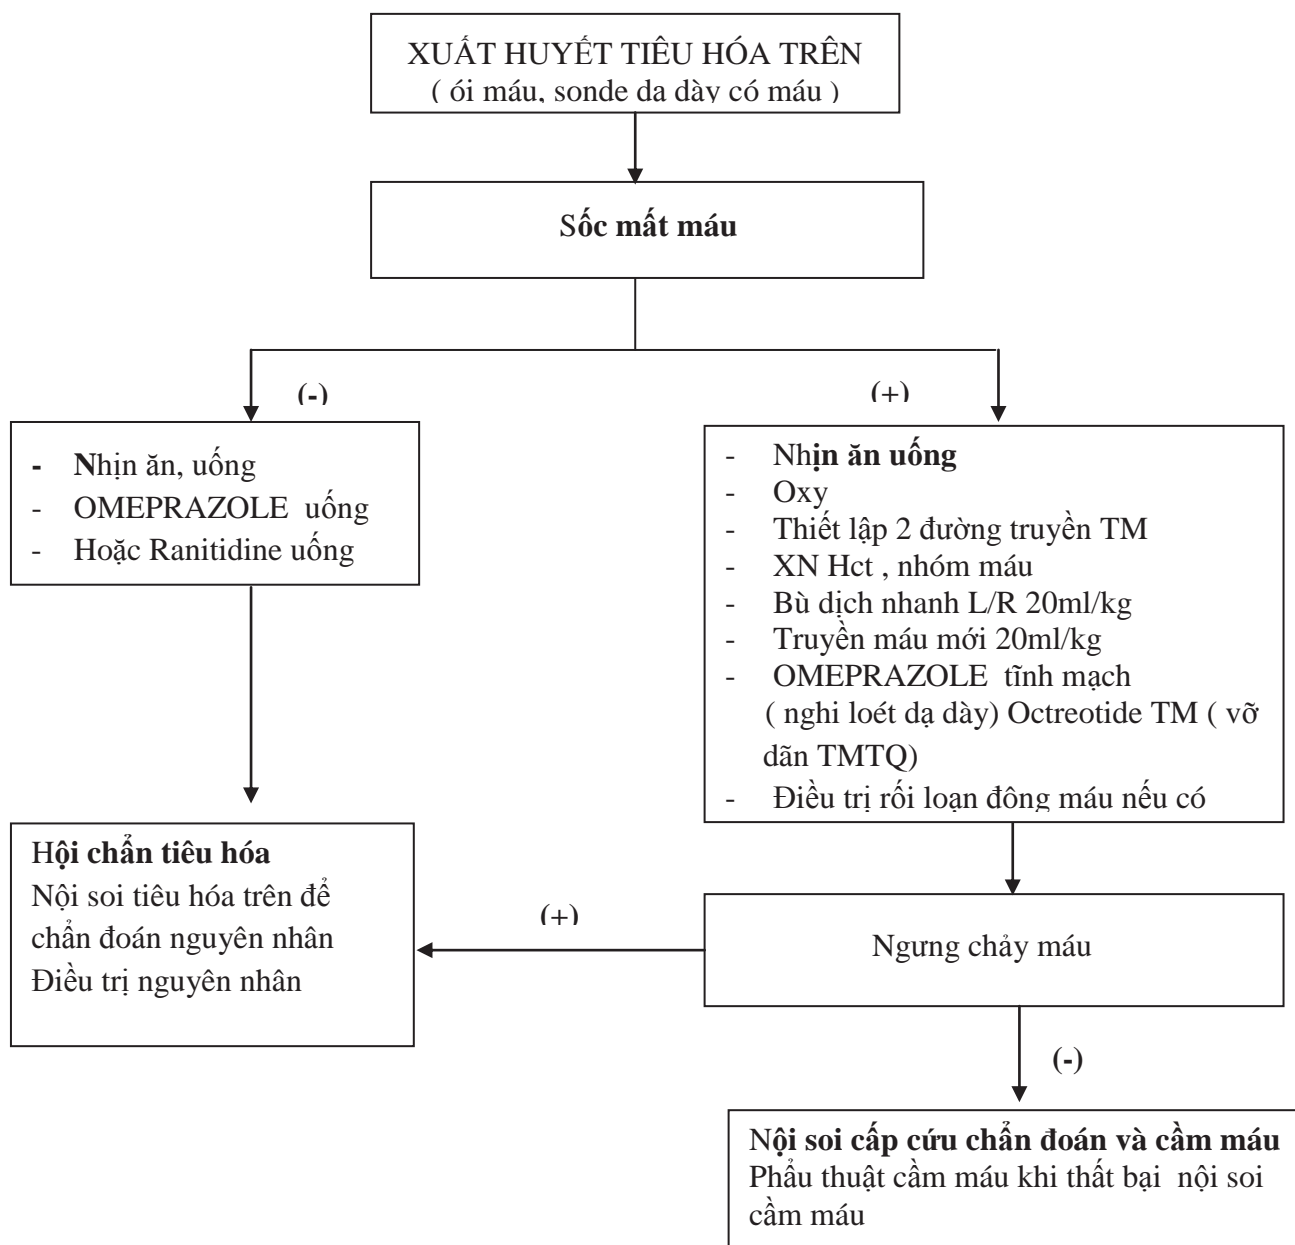 XUẤT HUYẾT TIÊU HÓA TRÊN
( ói máu, sonde da dày có máu )
Sốc mất máu
(-)
(+)
- Nhịn ăn, uống
- OMEPRAZOLE uống
- Hoặc Ranitidine uống
- Nhịn ăn uống
- Oxy
- Thiết lập 2 đường truyền TM
- XN Hct , nhóm máu
- Bù dịch nhanh L/R 20ml/kg
- Truyền máu mới 20ml/kg
- OMEPRAZOLE tĩnh mạch
( nghi loét dạ dày) Octreotide TM ( vỡ
dãn TMTQ)
- Điều trị rối loạn đông máu nếu có
Hội chẩn tiêu hóa
Nội soi tiêu hóa trên để
chẩn đoán nguyên nhân
Điều trị nguyên nhân
(+)
Ngưng chảy máu
(-)
Nội soi cấp cứu chẩn đoán và cầm máu
Phẩu thuật cầm máu khi thất bại nội soi
cầm máu